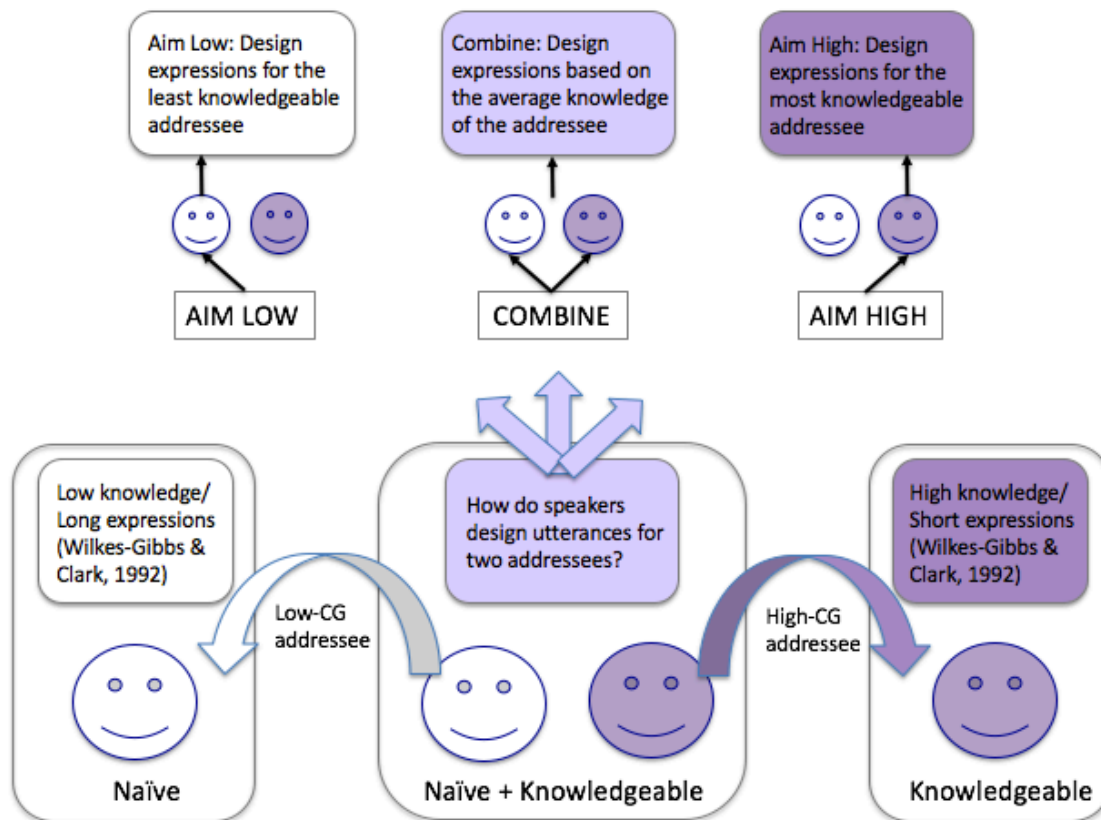 Aim Low: Design
expressions for the
least knowledgeable
addressee
Combine: Design
expressions based on
the average knowledge
of the addressee
Aim High: Design
expressions for the
most knowledgeable
addressee
AIM LOW
COMBINE
AIM HIGH
Low knowledge/
Long expressions
(Wilkes-Gibbs &
Clark, 1992)
Low-CG
addressee
How do speakers
design utterances for
two addressees?
High-CG
addressee
High knowledge/
Short expressions
(Wilkes-Gibbs &
Clark, 1992)
Naïve
Naïve + Knowledgeable
Knowledgeable